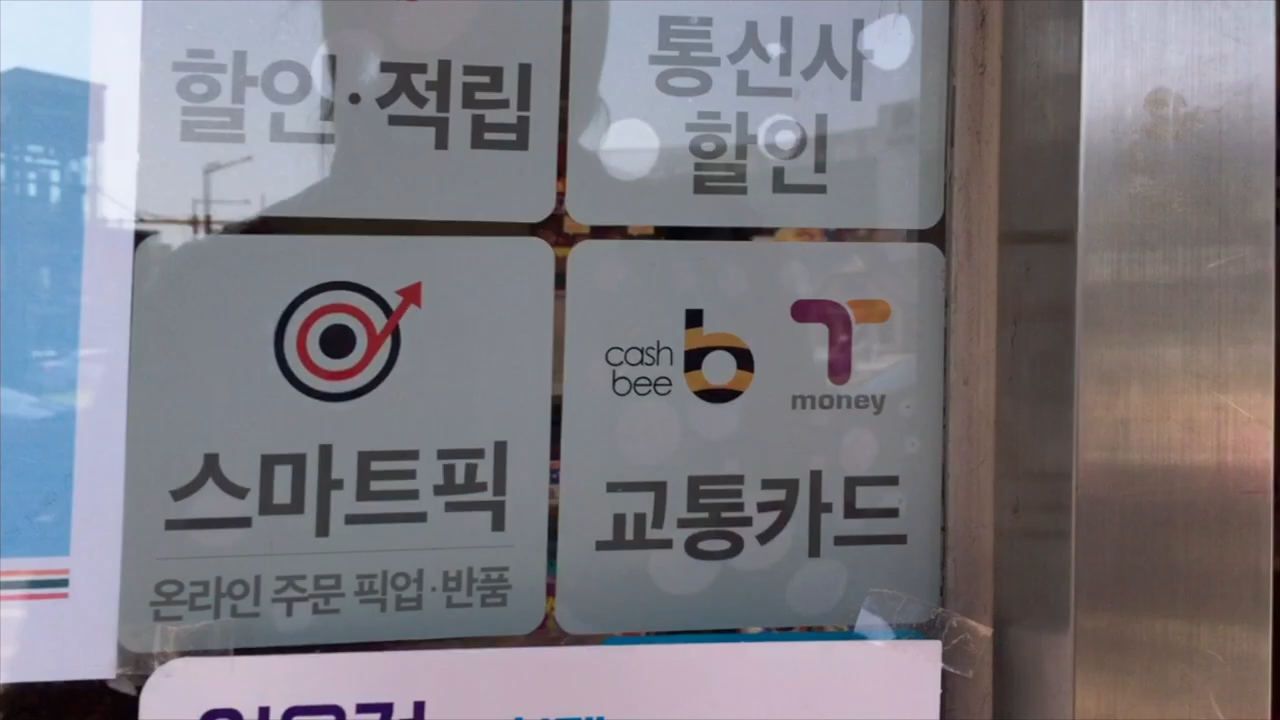 할인·적립
통신사
할인
cash
bee
b
T
money
스마트픽
온라인 주문 픽업·반품
교통카드